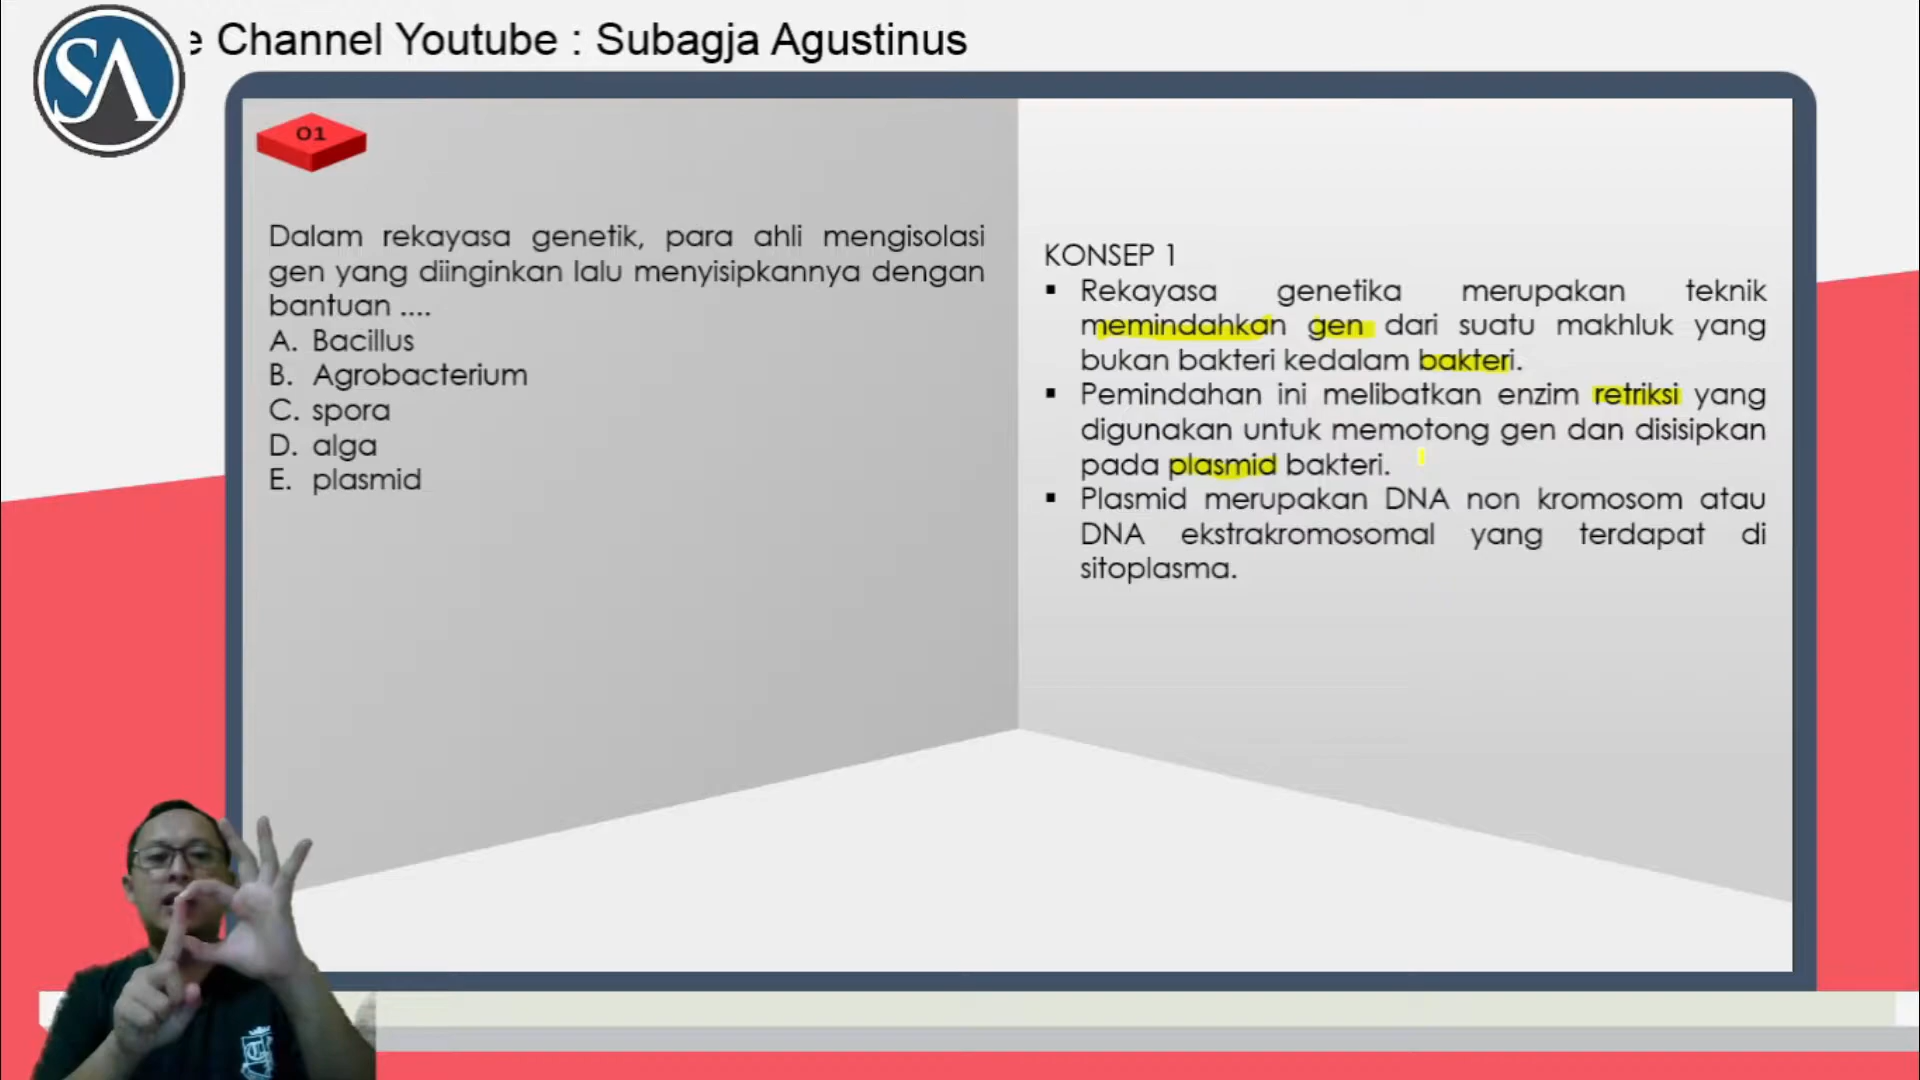 SA
e Channel Youtube : Subagja Agustinus
01
Dalam rekayasa genetik, para ahli mengisolasi
gen yang diinginkan lalu menyisipkannya dengan
bantuan ....
A. Bacillus
B. Agrobacterium
C. spora
D. alga
E. plasmid
KONSEP 1
▪ Rekayasa genetika merupakan teknik
memindahkan gen dari suatu makhluk yang
bukan bakteri kedalam bakteri.
▪ Pemindahan ini melibatkan enzim retriksi yang
digunakan untuk memotong gen dan disisipkan
pada plasmid bakteri.
▪ Plasmid merupakan DNA non kromosom atau
DNA ekstrakromosomal yang terdapat di
sitoplasma.